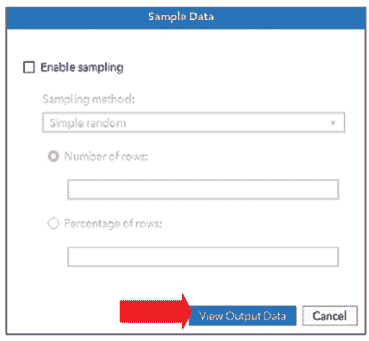 Sample Data
Enable sampling
Sampling method:
Simple random
Number of rows:
Percentage of rows:
View Output Data
Cancel